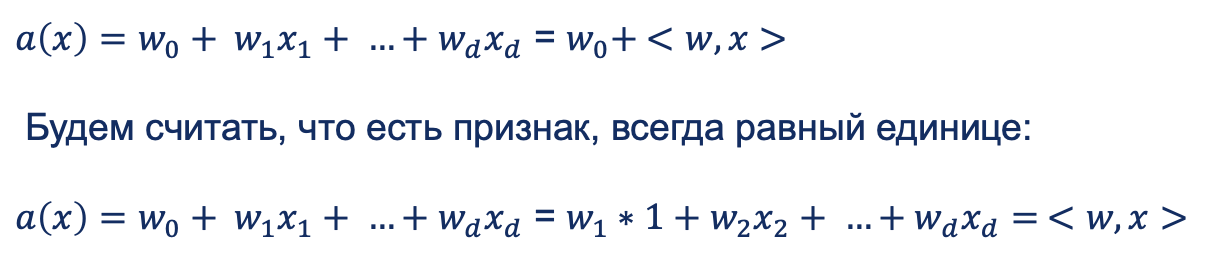 a(x) = w₀ + w₁x₁ + ...+ w_d x_d = w₀+ < w, x >
Будем считать, что есть признак, всегда равный единице:
a(x) = w₀ + w₁x₁ + ...+ w_d x_d = w₁ ∗ 1 + w₂x₂ + ...+ w_d x_d = < w, x >